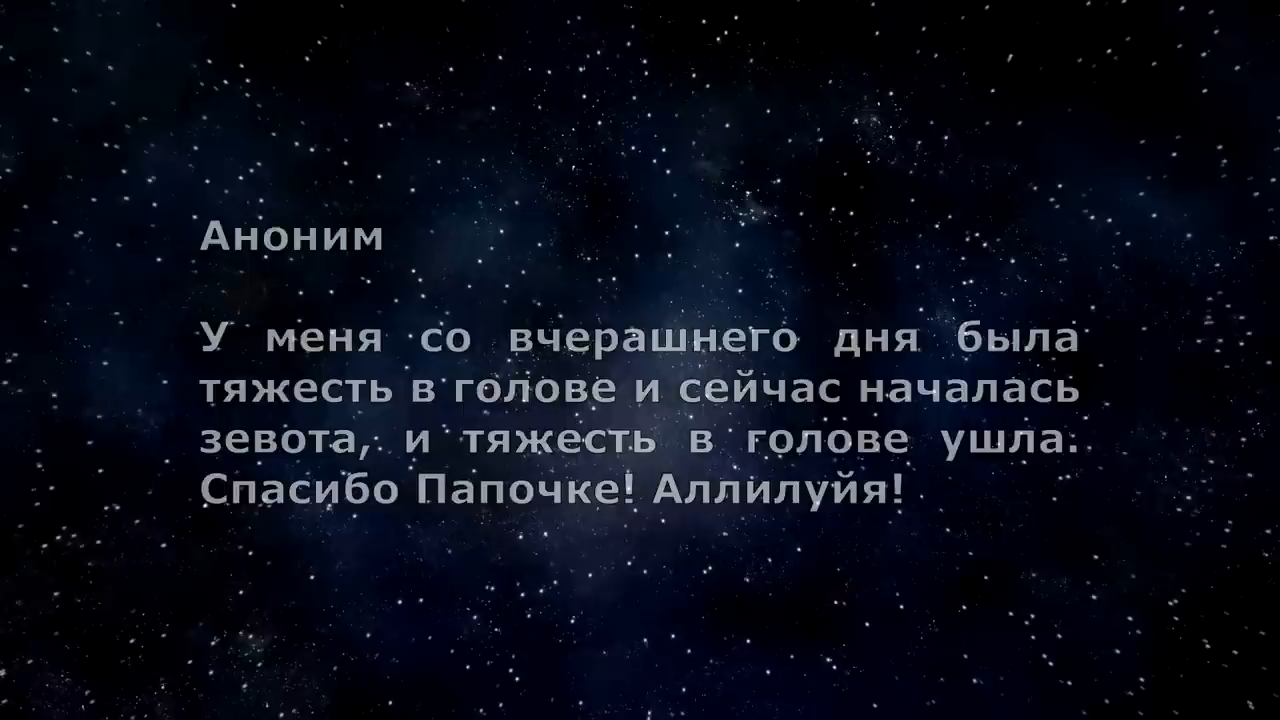 Аноним
У меня со вчерашнего дня была
тяжесть в голове и сейчас началась
зевота, и тяжесть в голове ушла.
Спасибо Папочке! Аллилуйя!